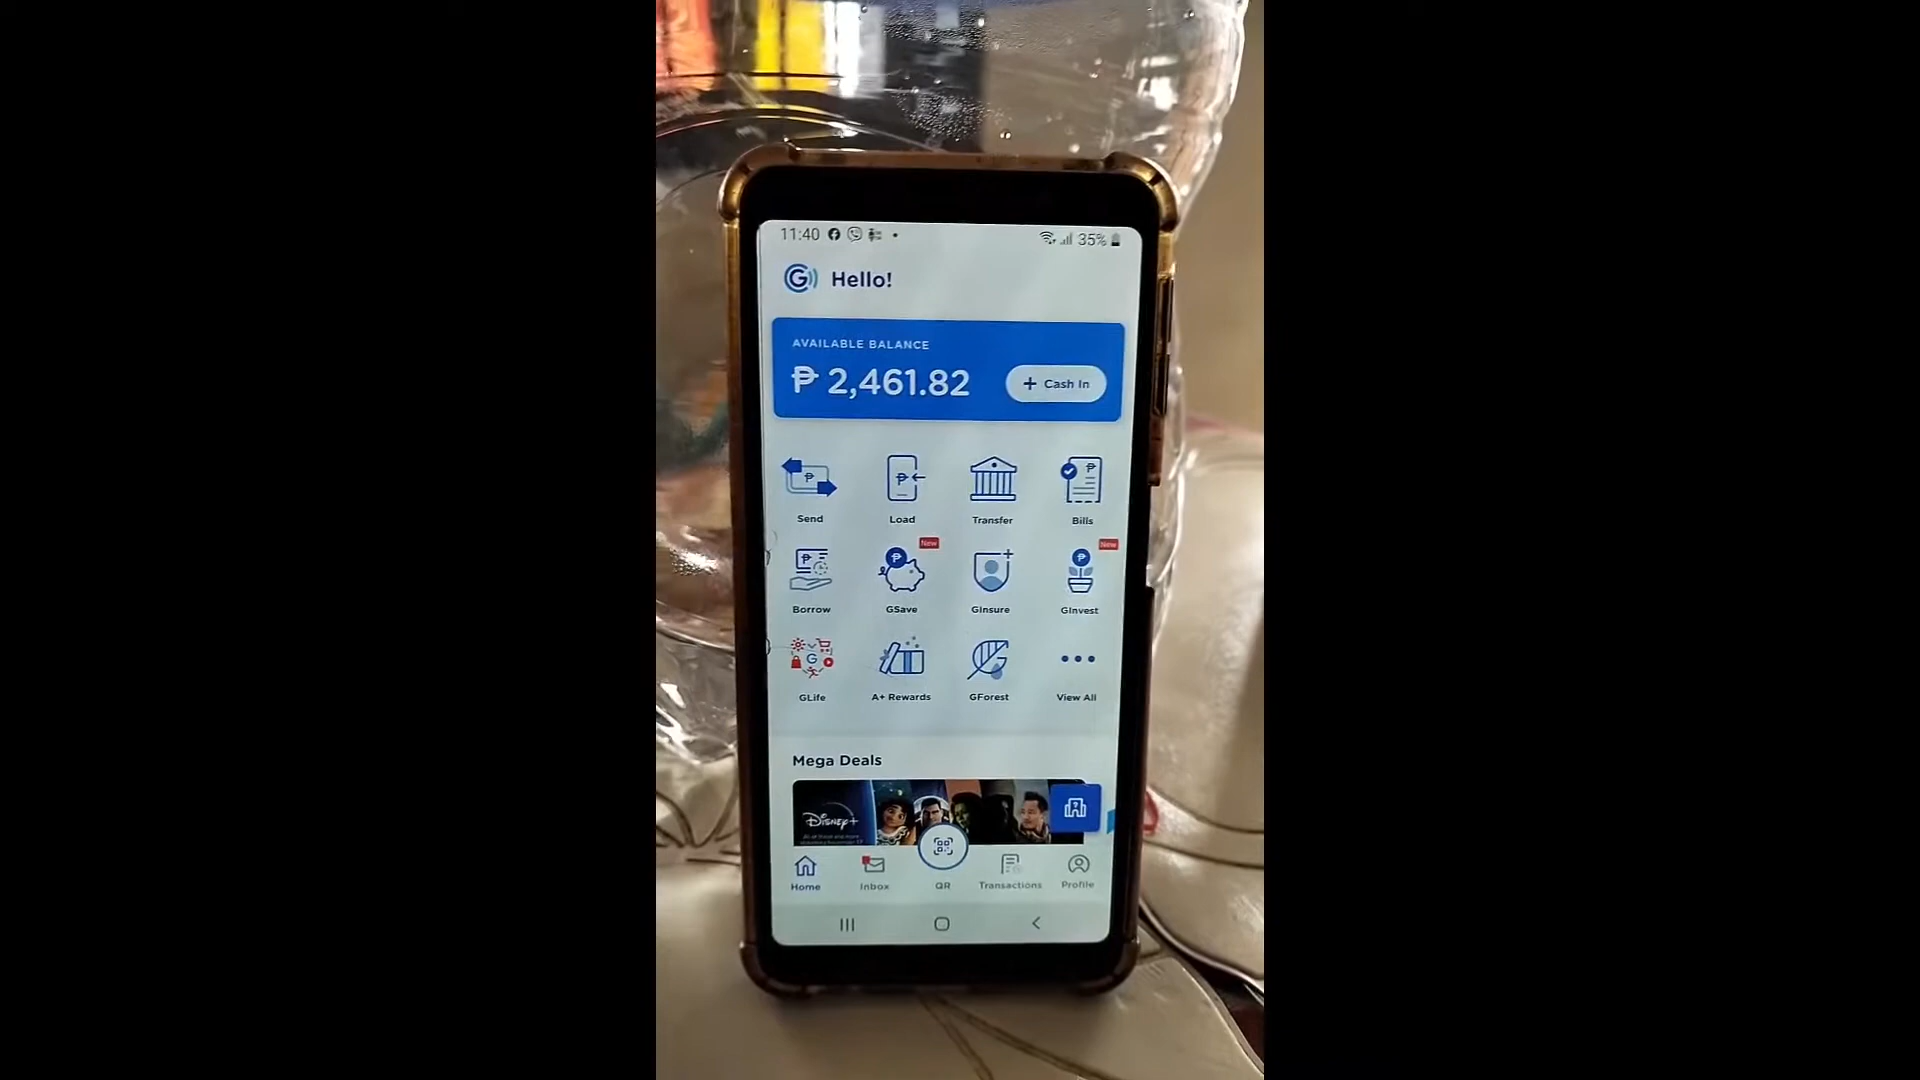 11:40
35%
Hello!
AVAILABLE BALANCE
₱ 2,461.82
+ Cash In
Send
Load
Transfer
Bills
New
New
Borrow
GSave
GInsure
GInvest
GLife
A+ Rewards
GForest
View All
Mega Deals
Disney+
Home
Inbox
QR
Transactions
Profile